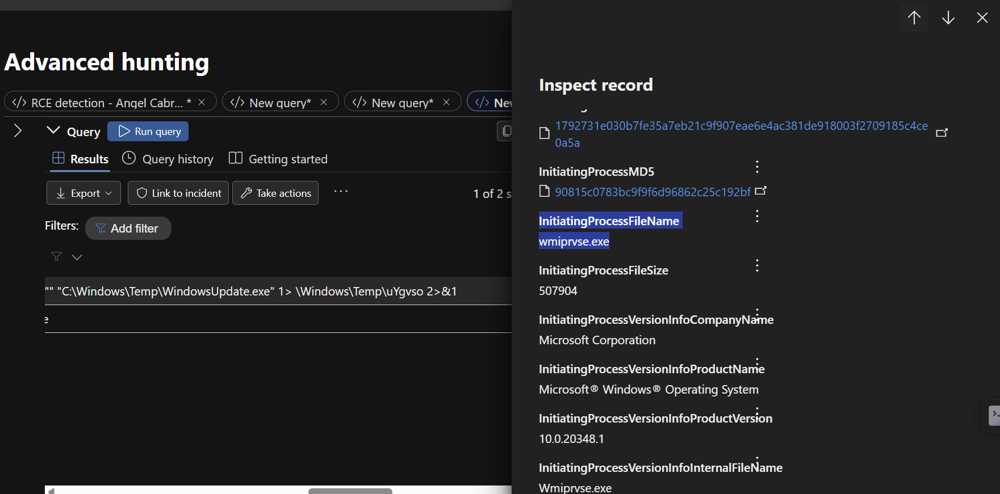 Advanced hunting
RCE detection - Angel Cabr... *
New query*
New query*
Query
Run query
Results
Query history
Getting started
Export
Link to incident
Take actions
1 of 2 s
Filters:
Add filter
"" "C:\Windows\Temp\WindowsUpdate.exe" 1> \Windows\Temp\uYgvso 2>&1
e
Inspect record
1792731e030b7fe35a7eb21c9f907eae6e4ac381de918003f2709185c4ce
0a5a
InitiatingProcessMD5
90815c0783bc9f9f6d96862c25c192bf
InitiatingProcessFileName
wmiprvse.exe
InitiatingProcessFileSize
507904
InitiatingProcessVersionInfoCompanyName
Microsoft Corporation
InitiatingProcessVersionInfoProductName
Microsoft® Windows® Operating System
InitiatingProcessVersionInfoProductVersion
10.0.20348.1
InitiatingProcessVersionInfoInternalFileName
Wmiprvse.exe